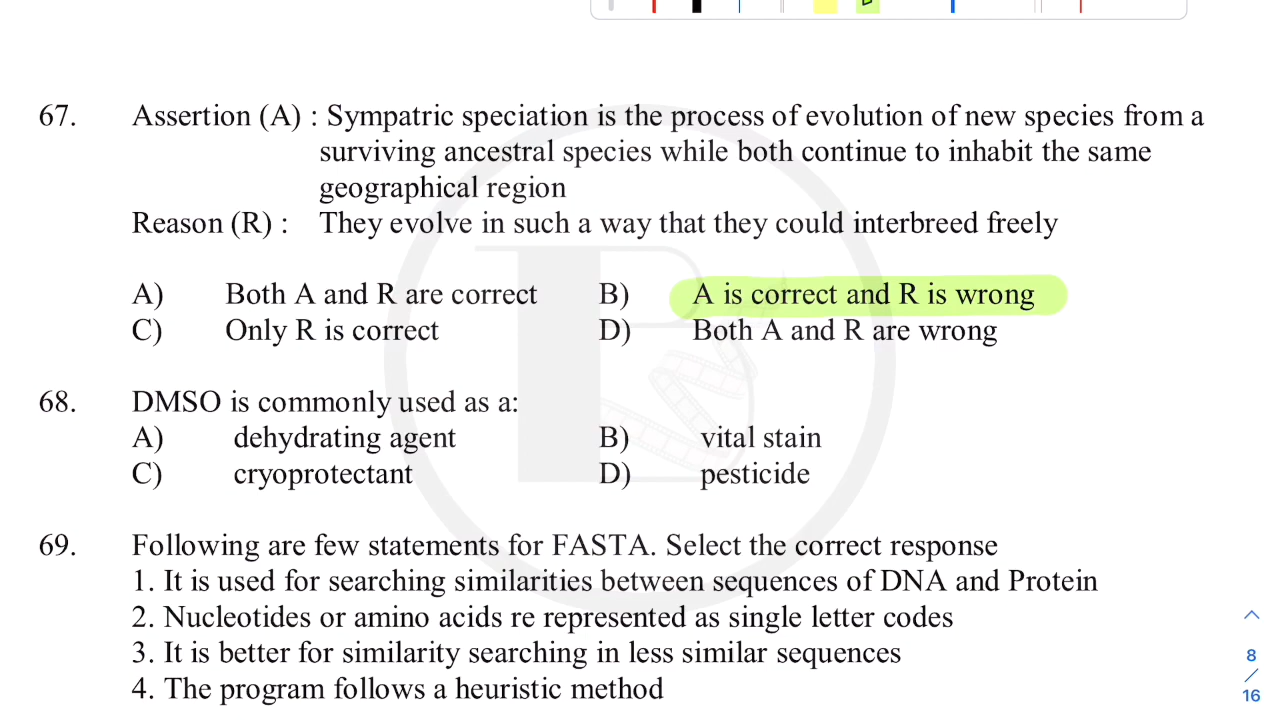 67. Assertion (A) : Sympatric speciation is the process of evolution of new species from a
surviving ancestral species while both continue to inhabit the same
geographical region
Reason (R) : They evolve in such a way that they could interbreed freely
A) Both A and R are correct B) A is correct and R is wrong
C) Only R is correct D) Both A and R are wrong
68. DMSO is commonly used as a:
A) dehydrating agent B) vital stain
C) cryoprotectant D) pesticide
69. Following are few statements for FASTA. Select the correct response
1. It is used for searching similarities between sequences of DNA and Protein
2. Nucleotides or amino acids re represented as single letter codes
3. It is better for similarity searching in less similar sequences
4. The program follows a heuristic method
8
/
16